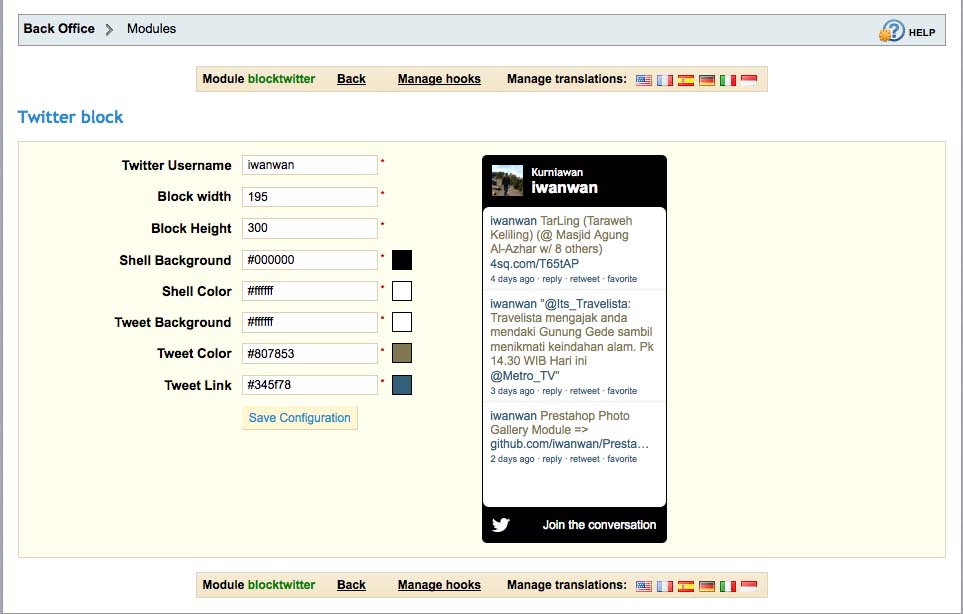 Back Office > Modules
HELP
Module blocktwitter Back Manage hooks Manage translations:
Twitter block
Twitter Username iwanwan *
Block width 195 *
Block Height 300 *
Shell Background #000000 *
Shell Color #ffffff *
Tweet Background #ffffff *
Tweet Color #807853 *
Tweet Link #345f78 *
Save Configuration
Kurniawan
iwanwan
iwanwan TarLing (Taraweh
Keliling) (@ Masjid Agung
Al-Azhar w/ 8 others)
4sq.com/T65tAP
4 days ago · reply · retweet · favorite
iwanwan "@Its_Travelista:
Travelista mengajak anda
mendaki Gunung Gede sambil
menikmati keindahan alam. Pk
14.30 WIB Hari ini
@Metro_TV"
3 days ago · reply · retweet · favorite
iwanwan Prestahop Photo
Gallery Module =>
github.com/iwanwan/Presta…
2 days ago · reply · retweet · favorite
Join the conversation
Module blocktwitter Back Manage hooks Manage translations: